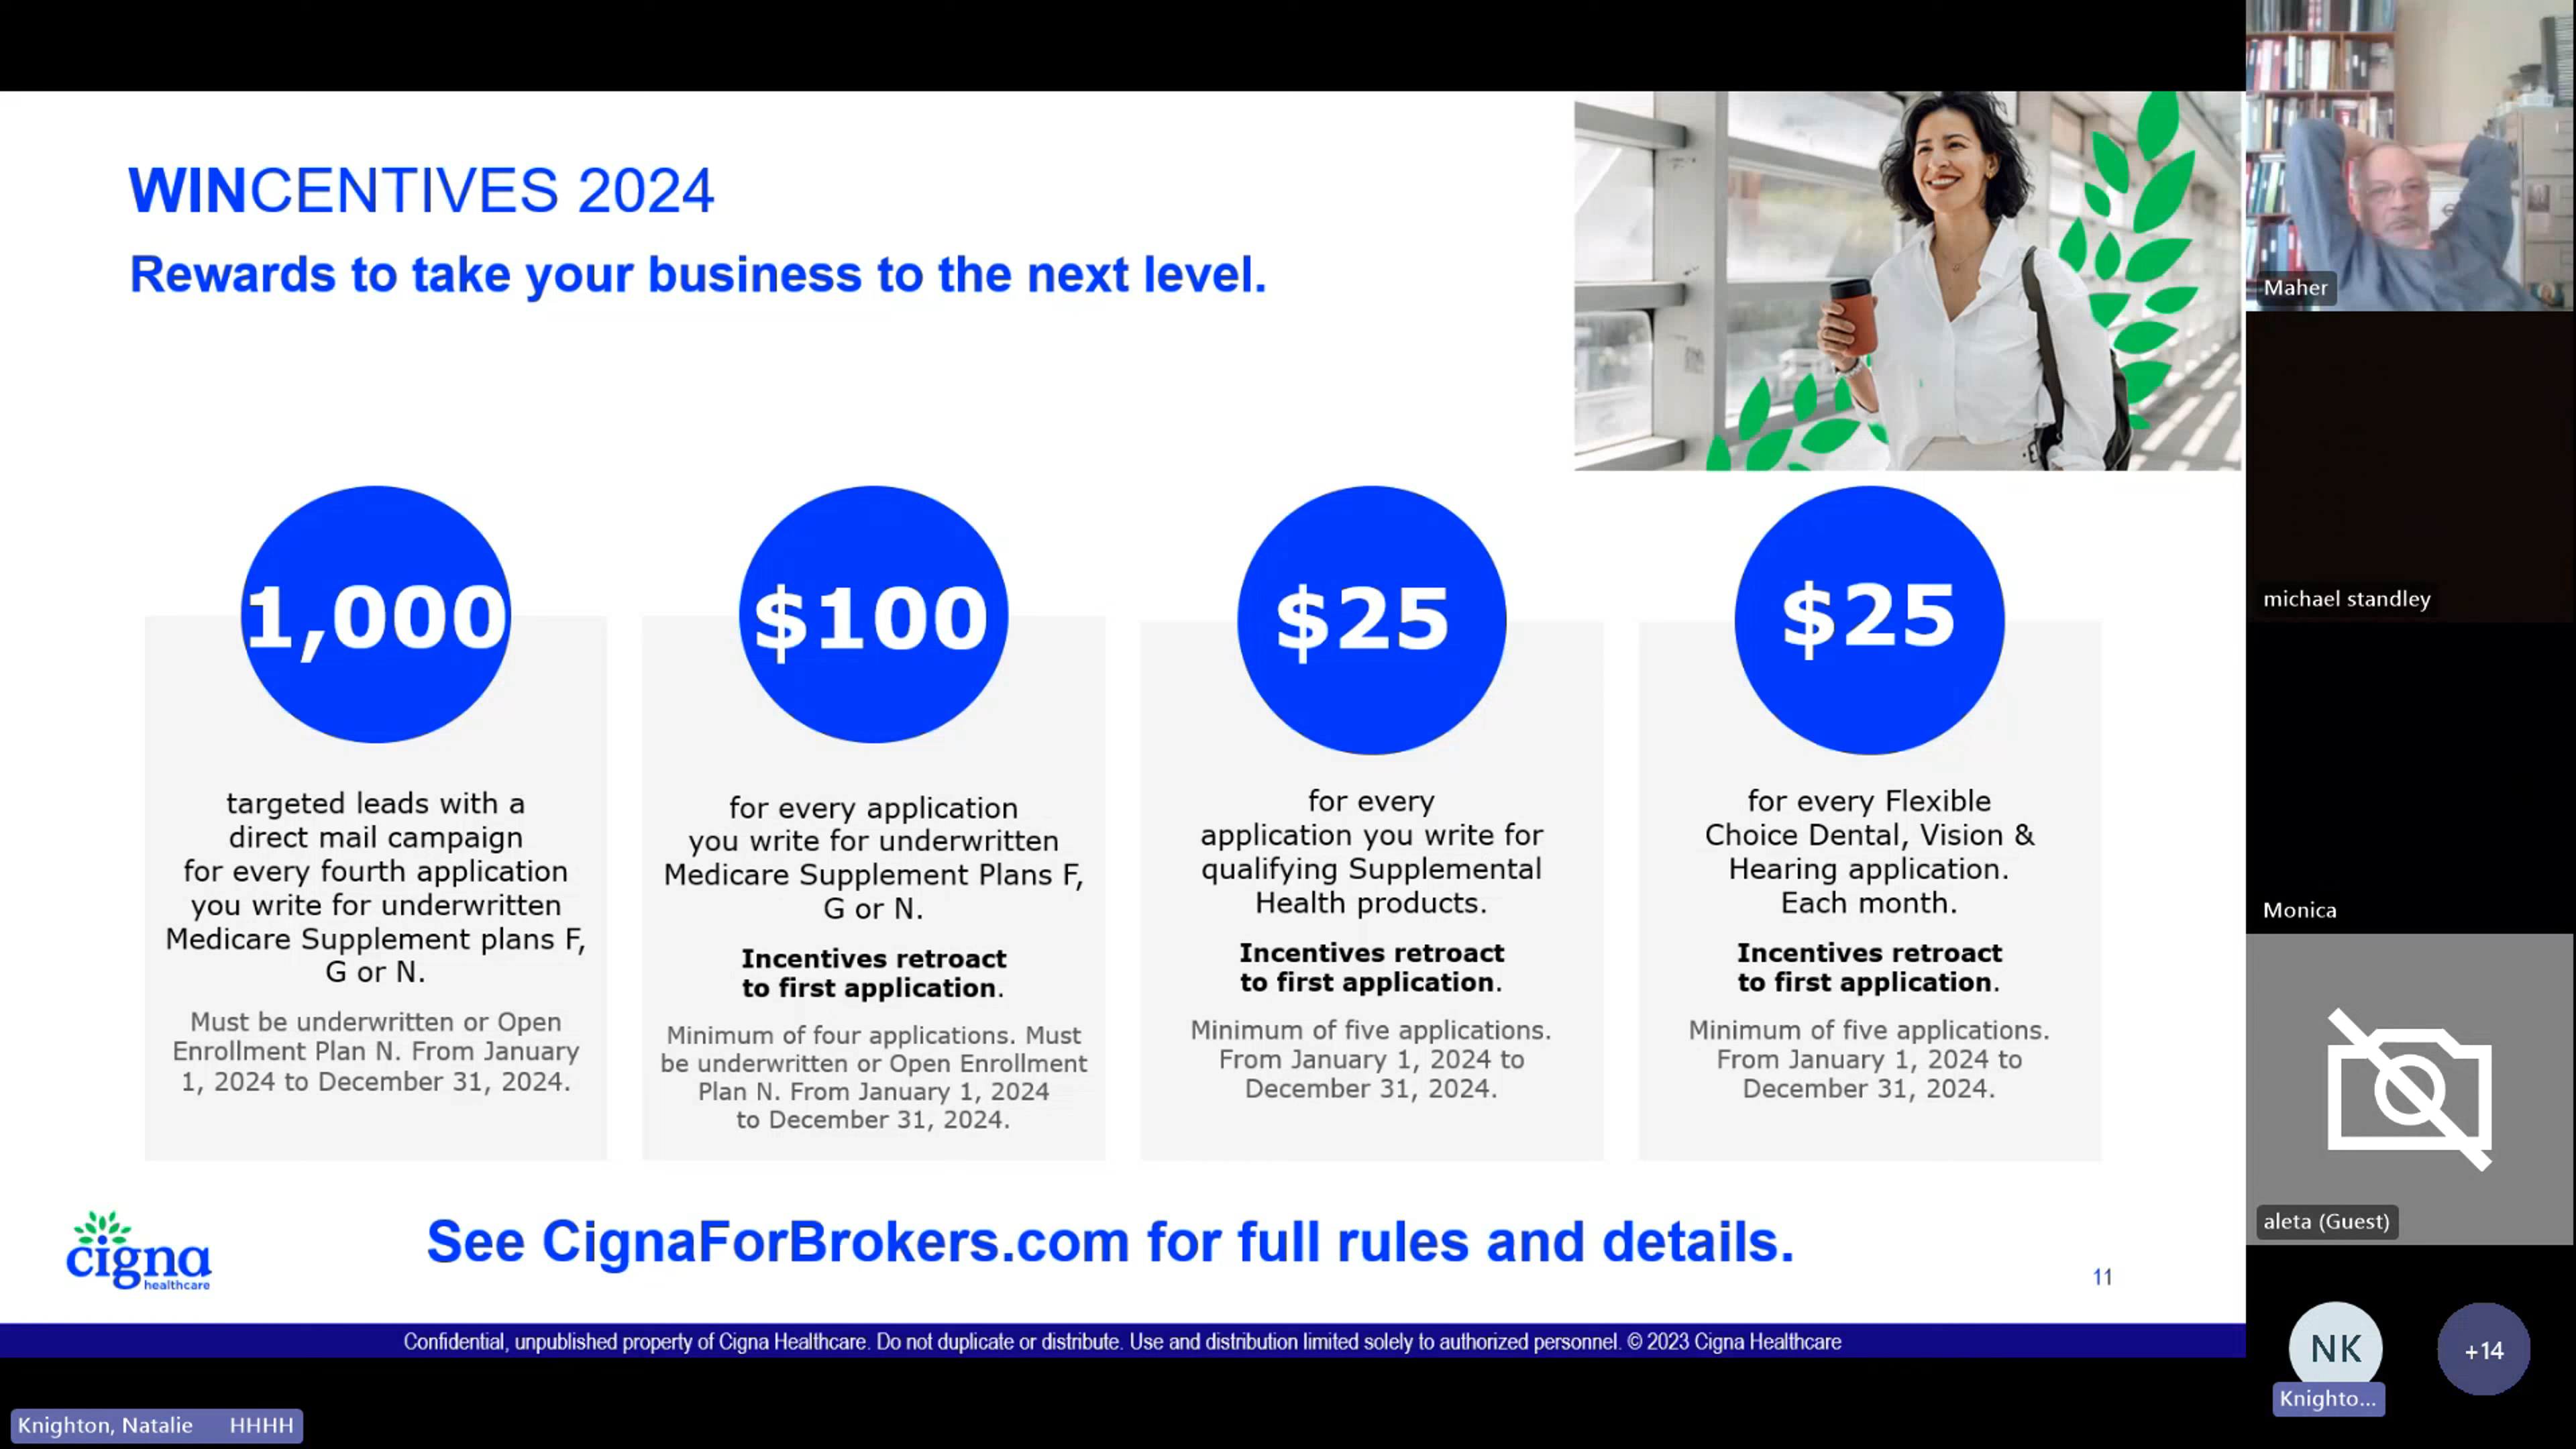 WINCENTIVES 2024
Rewards to take your business to the next level.
1,000
targeted leads with a
direct mail campaign
for every fourth application
you write for underwritten
Medicare Supplement plans F,
G or N.
Must be underwritten or Open
Enrollment Plan N. From January
1, 2024 to December 31, 2024.
$100
for every application
you write for underwritten
Medicare Supplement Plans F,
G or N.
Incentives retroact
to first application.
Minimum of four applications. Must
be underwritten or Open Enrollment
Plan N. From January 1, 2024
to December 31, 2024.
$25
for every
application you write for
qualifying Supplemental
Health products.
Incentives retroact
to first application.
Minimum of five applications.
From January 1, 2024 to
December 31, 2024.
$25
for every Flexible
Choice Dental, Vision &
Hearing application.
Each month.
Incentives retroact
to first application.
Minimum of five applications.
From January 1, 2024 to
December 31, 2024.
cigna
healthcare
See CignaForBrokers.com for full rules and details.
11
Confidential, unpublished property of Cigna Healthcare. Do not duplicate or distribute. Use and distribution limited solely to authorized personnel. © 2023 Cigna Healthcare
Knighton, Natalie HHHH
Maher
michael standley
Monica
aleta (Guest)
NK
Knighto...
+14